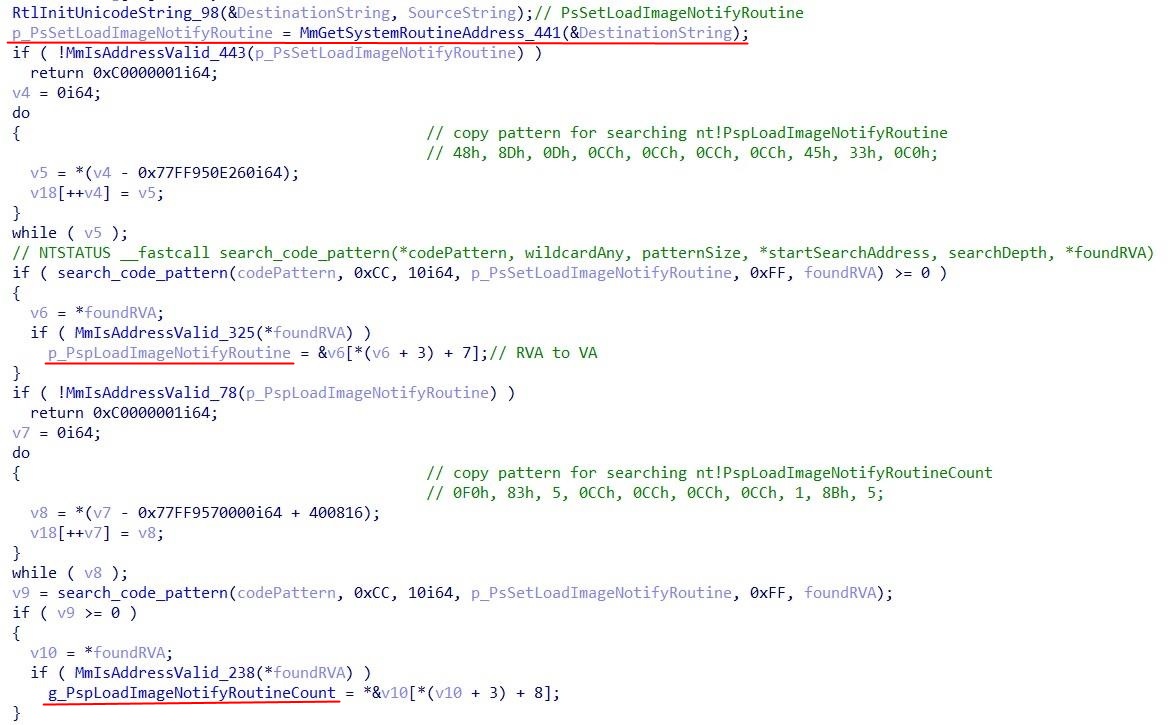 RtlInitUnicodeString_98(&DestinationString, SourceString);// PsSetLoadImageNotifyRoutine
p_PsSetLoadImageNotifyRoutine = MmGetSystemRoutineAddress_441(&DestinationString);
if ( !MmIsAddressValid_443(p_PsSetLoadImageNotifyRoutine) )
  return 0xC0000001i64;
v4 = 0i64;
do
{                                    // copy pattern for searching nt!PspLoadImageNotifyRoutine
                                     // 48h, 8Dh, 0Dh, 0CCh, 0CCh, 0CCh, 0CCh, 45h, 33h, 0C0h;
  v5 = *(v4 - 0x77FF950E260i64);
  v18[++v4] = v5;
}
while ( v5 );
// NTSTATUS __fastcall search_code_pattern(*codePattern, wildcardAny, patternSize, *startSearchAddress, searchDepth, *foundRVA)
if ( search_code_pattern(codePattern, 0xCC, 10i64, p_PsSetLoadImageNotifyRoutine, 0xFF, foundRVA) >= 0 )
{
  v6 = *foundRVA;
  if ( MmIsAddressValid_325(*foundRVA) )
    p_PspLoadImageNotifyRoutine = &v6[*(v6 + 3) + 7];// RVA to VA
}
if ( !MmIsAddressValid_78(p_PspLoadImageNotifyRoutine) )
  return 0xC0000001i64;
v7 = 0i64;
do
{                                    // copy pattern for searching nt!PspLoadImageNotifyRoutineCount
                                     // 0F0h, 83h, 5, 0CCh, 0CCh, 0CCh, 0CCh, 1, 8Bh, 5;
  v8 = *(v7 - 0x77FF9570000i64 + 400816);
  v18[++v7] = v8;
}
while ( v8 );
v9 = search_code_pattern(codePattern, 0xCC, 10i64, p_PsSetLoadImageNotifyRoutine, 0xFF, foundRVA);
if ( v9 >= 0 )
{
  v10 = *foundRVA;
  if ( MmIsAddressValid_238(*foundRVA) )
    g_PspLoadImageNotifyRoutineCount = *&v10[*(v10 + 3) + 8];
}